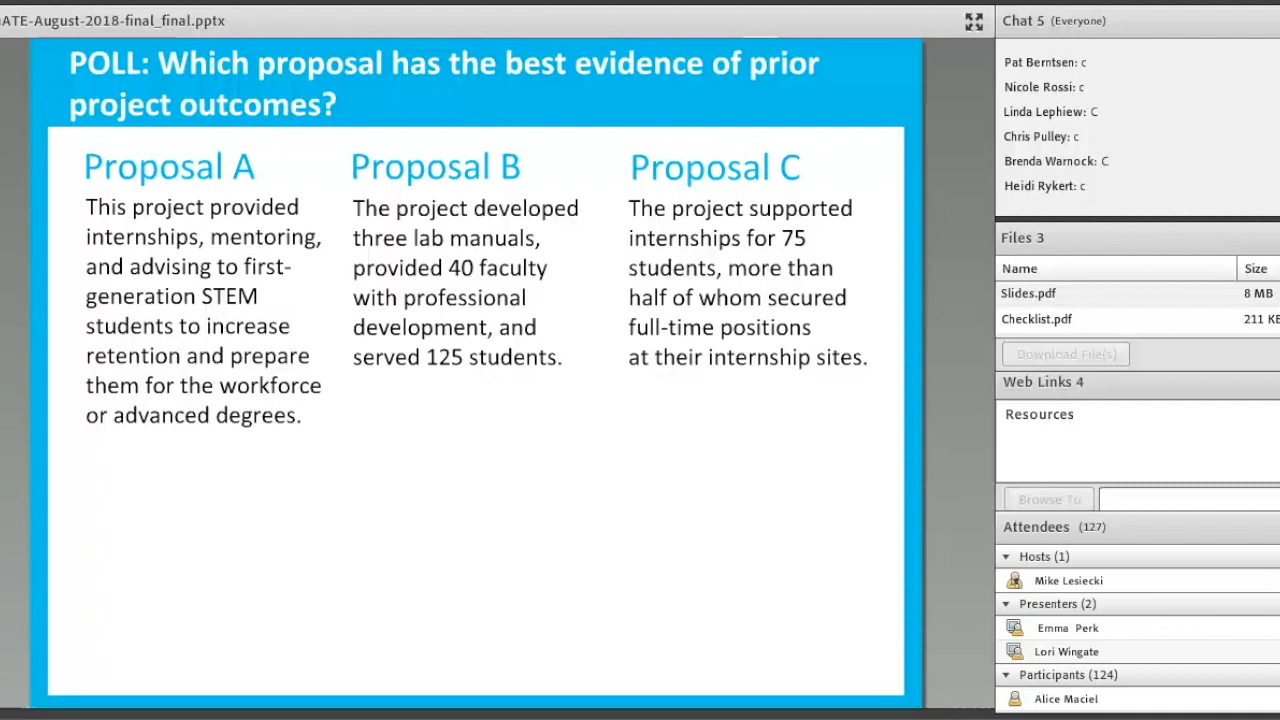 ATE-August-2018-final_final.pptx
POLL: Which proposal has the best evidence of prior
project outcomes?
Proposal A
This project provided
internships, mentoring,
and advising to first-
generation STEM
students to increase
retention and prepare
them for the workforce
or advanced degrees.
Proposal B
The project developed
three lab manuals,
provided 40 faculty
with professional
development, and
served 125 students.
Proposal C
The project supported
internships for 75
students, more than
half of whom secured
full-time positions
at their internship sites.
Chat 5 (Everyone)
Pat Berntsen: c
Nicole Rossi: c
Linda Lephiew: C
Chris Pulley: c
Brenda Warnock: C
Heidi Rykert: c
Files 3
Name Size
Slides.pdf 8 MB
Checklist.pdf 211 KB
Download File(s)
Web Links 4
Resources
Browse To
Attendees (127)
Hosts (1)
Mike Lesiecki
Presenters (2)
Emma Perk
Lori Wingate
Participants (124)
Alice Maciel